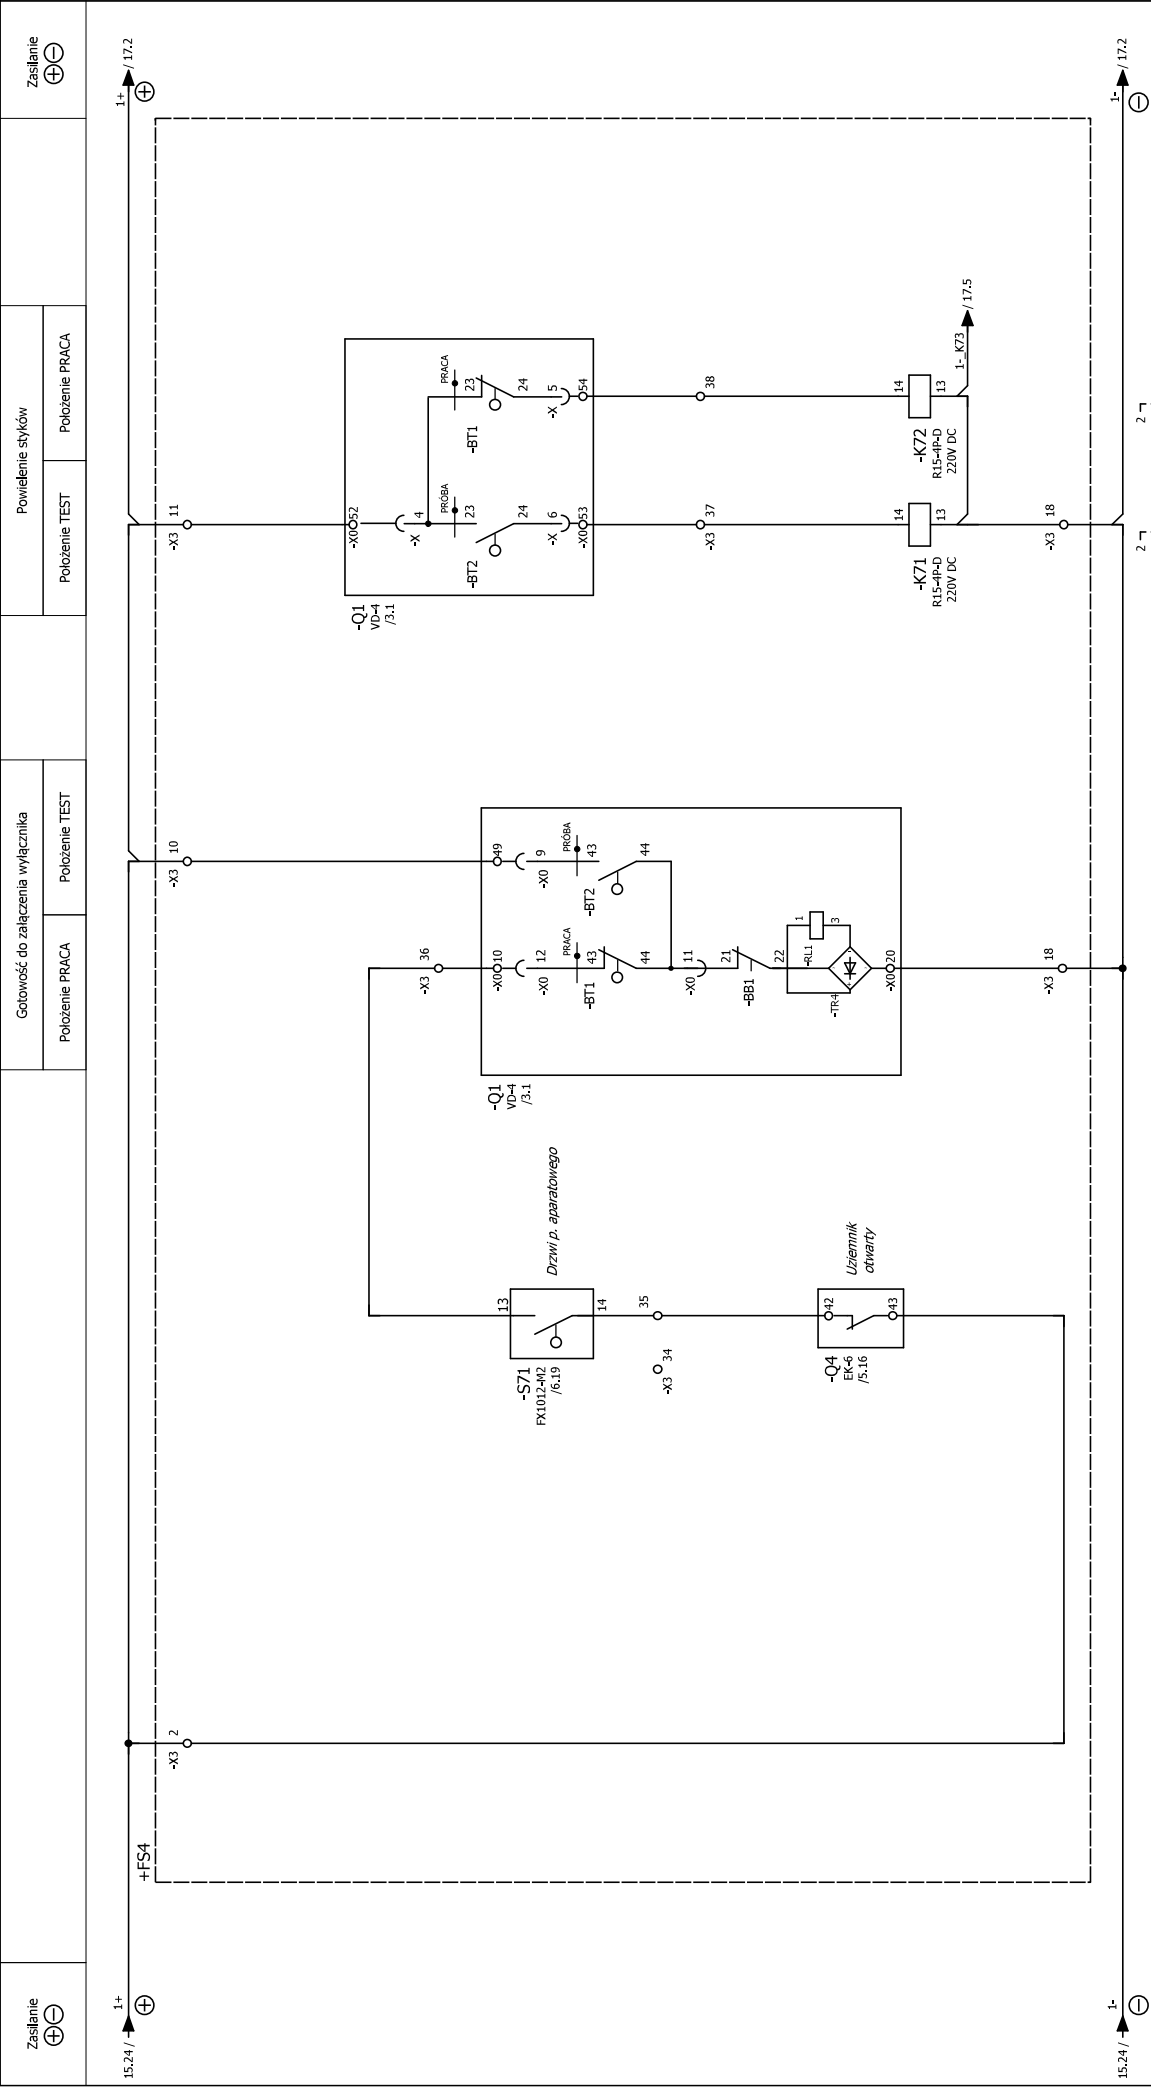 Zasilanie
Gotowość do załączenia wyłącznika
Położenie PRACA
Położenie TEST
Powielenie styków
Położenie TEST
Położenie PRACA
Zasilanie
15.24 /
1+
1+
/ 17.2
+FS4
-X3
2
-X3
10
-X3
11
-X3
36
-S71
FX1012-M2
/6.19
13
14
Drzwi p. aparatowego
-X3
34
35
-Q4
EK-6
/5.16
42
43
Uziemnik
otwarty
-Q1
VD-4
/3.1
-X0
10
49
-X0
12
-X0
9
PRACA
PRÓBA
-BT1
43
44
-BT2
43
44
-X0
11
-BB1
21
22
-RL1
1
3
-TR4
-X0
20
-X3
18
-Q1
VD-4
/3.1
-X0
52
-X
4
PRÓBA
PRACA
-BT2
23
24
-BT1
23
24
-X
6
-X
5
-X0
53
54
-X3
37
38
-K71
R15-4P-D
220V DC
14
13
-K72
R15-4P-D
220V DC
14
13
1-_K73
/ 17.5
-X3
18
15.24 /
1-
1-
/ 17.2
2
2